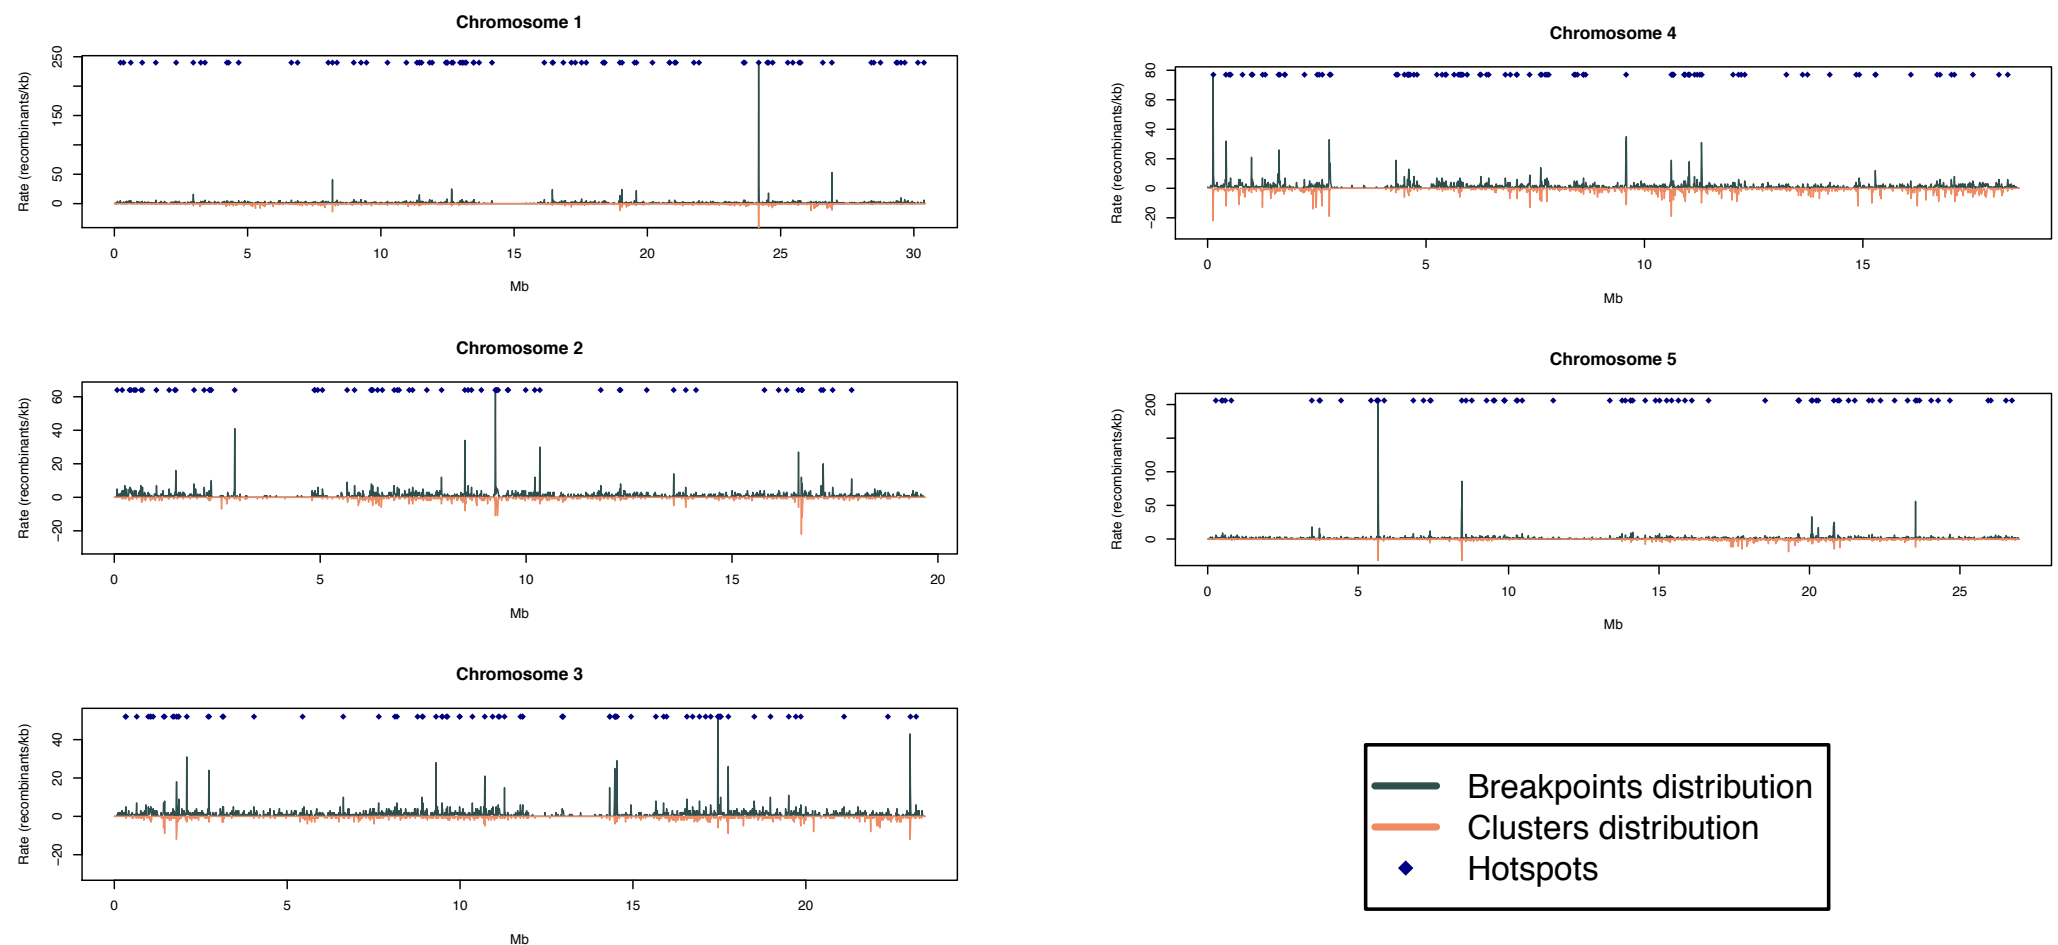 Chromosome 1
Rate (recombinants/kb)
0 50 150 250
0 5 10 15 20 25 30
Mb
Chromosome 2
Rate (recombinants/kb)
−20 0 20 40 60
0 5 10 15 20
Mb
Chromosome 3
Rate (recombinants/kb)
−20 0 20 40
0 5 10 15 20
Mb
Chromosome 4
Rate (recombinants/kb)
−20 0 20 40 60 80
0 5 10 15
Mb
Chromosome 5
Rate (recombinants/kb)
0 50 100 200
0 5 10 15 20 25
Mb
Breakpoints distribution
Clusters distribution
Hotspots